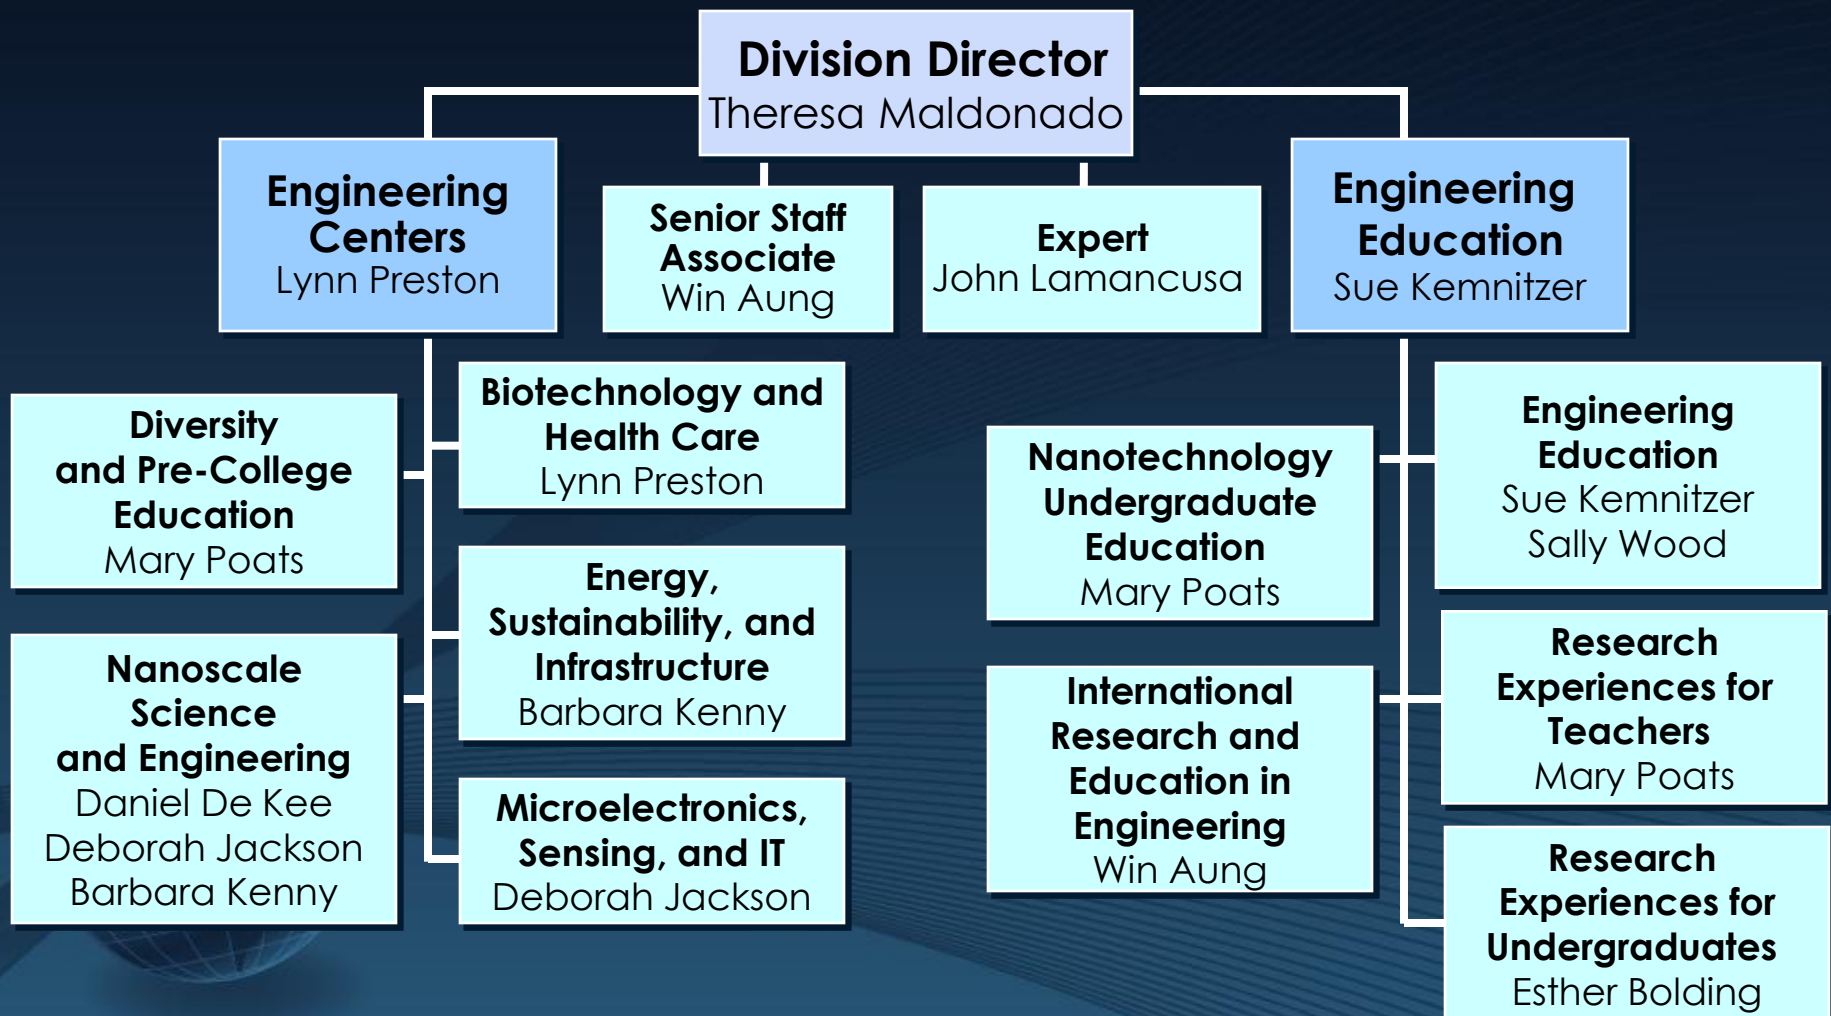 Division Director
Theresa Maldonado
Engineering
Centers
Lynn Preston
Senior Staff
Associate
Win Aung
Expert
John Lamancusa
Engineering
Education
Sue Kemnitzer
Diversity
and Pre-College
Education
Mary Poats
Biotechnology and
Health Care
Lynn Preston
Nanoscale
Science
and Engineering
Daniel De Kee
Deborah Jackson
Barbara Kenny
Energy,
Sustainability, and
Infrastructure
Barbara Kenny
Microelectronics,
Sensing, and IT
Deborah Jackson
Nanotechnology
Undergraduate
Education
Mary Poats
Engineering
Education
Sue Kemnitzer
Sally Wood
International
Research and
Education in
Engineering
Win Aung
Research
Experiences for
Teachers
Mary Poats
Research
Experiences for
Undergraduates
Esther Bolding